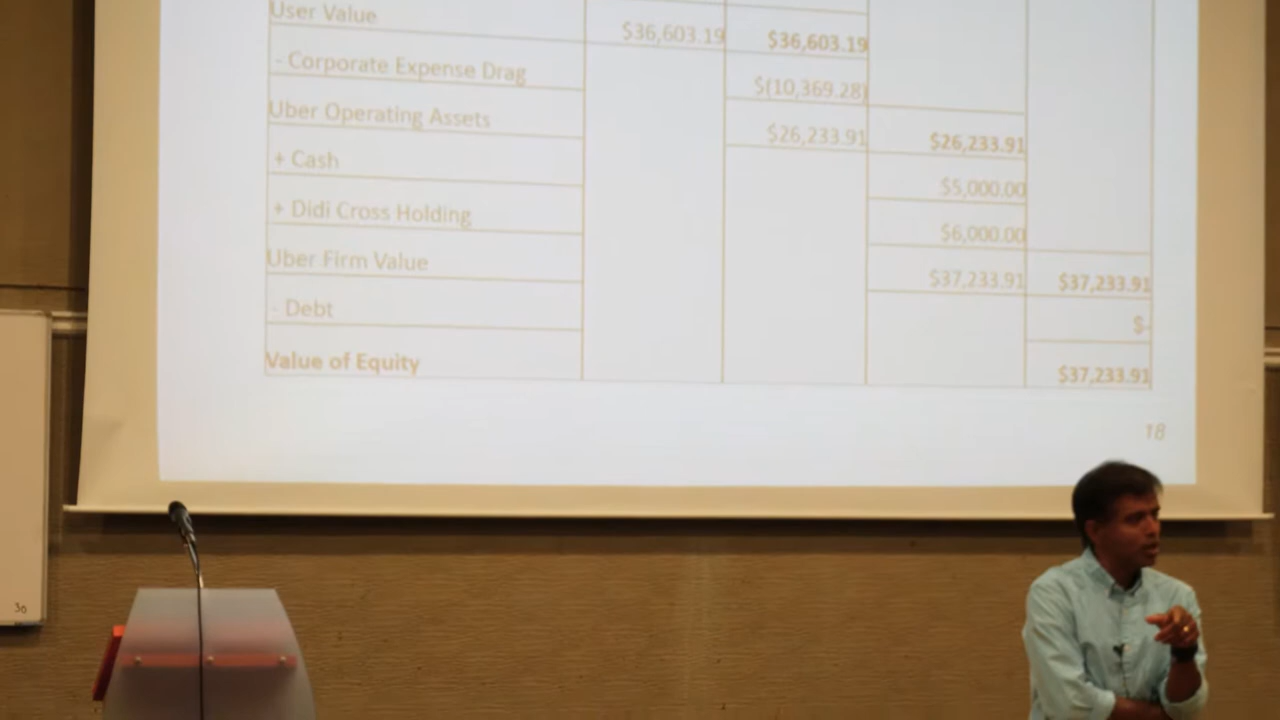 User Value $36,603.19 $36,603.19
- Corporate Expense Drag $(10,369.28)
Uber Operating Assets $26,233.91 $26,233.91
+ Cash $5,000.00
+ Didi Cross Holding $6,000.00
Uber Firm Value $37,233.91 $37,233.91
- Debt $-
Value of Equity $37,233.91
18
36